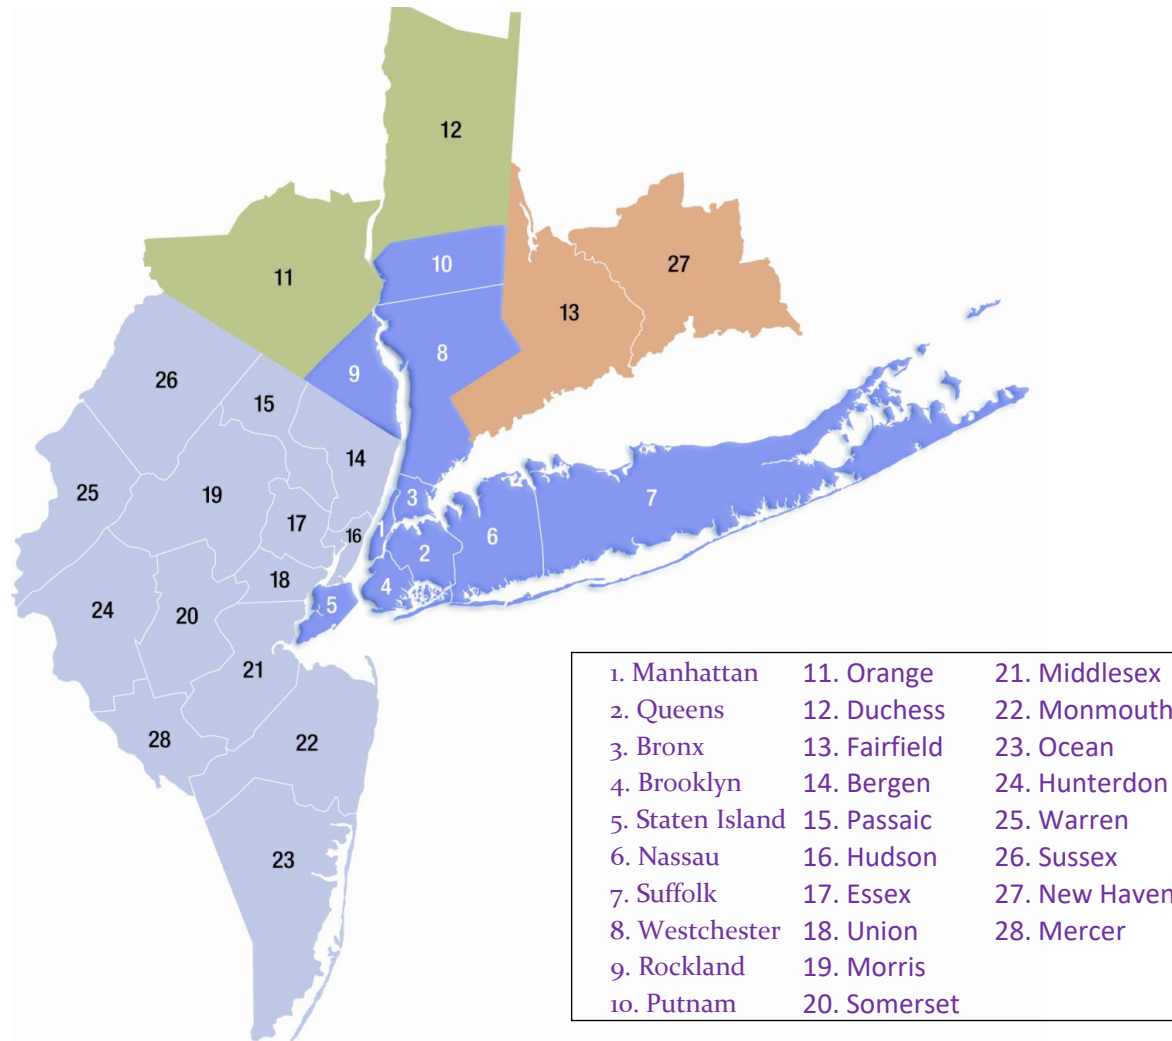 12
10
27
11
13
8
9
26
15
14
25
19
3
7
17
16
1
6
2
18
4
5
24
20
21
28
22
23
1. Manhattan 11. Orange 21. Middlesex
2. Queens 12. Duchess 22. Monmouth
3. Bronx 13. Fairfield 23. Ocean
4. Brooklyn 14. Bergen 24. Hunterdon
5. Staten Island 15. Passaic 25. Warren
6. Nassau 16. Hudson 26. Sussex
7. Suffolk 17. Essex 27. New Haven
8. Westchester 18. Union 28. Mercer
9. Rockland 19. Morris
10. Putnam 20. Somerset